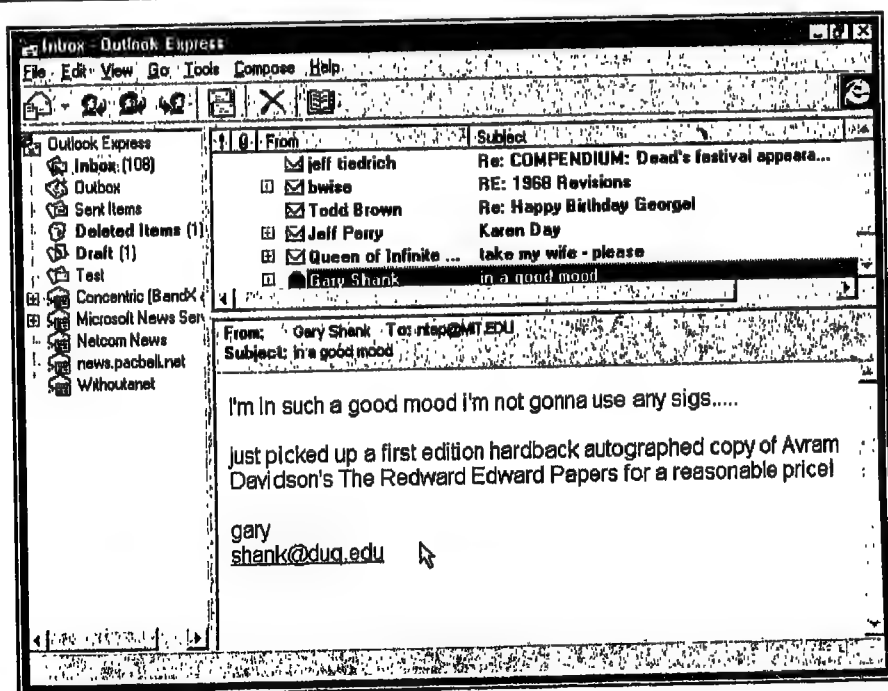 Inbox - Outlook Express
File Edit View Go Tools Compose Help
Outlook Express
Inbox (108)
Outbox
Sent Items
Deleted Items (1)
Draft (1)
Test
Concentric (BandX
Microsoft News Ser
Netcom News
news.pacbell.net
Withoutanet
! From Subject
jeff tiedrich Re: COMPENDIUM: Dead's festival appeara...
bwise RE: 1968 Revisions
Todd Brown Re: Happy Birthday George!
Jeff Perry Karen Day
Queen of Infinite ... take my wife - please
Gary Shank in a good mood
From: Gary Shank To: ntap@MIT.EDU
Subject: in a good mood
I'm in such a good mood i'm not gonna use any sigs.....
just picked up a first edition hardback autographed copy of Avram
Davidson's The Redward Edward Papers for a reasonable price!
gary
shank@duq.edu